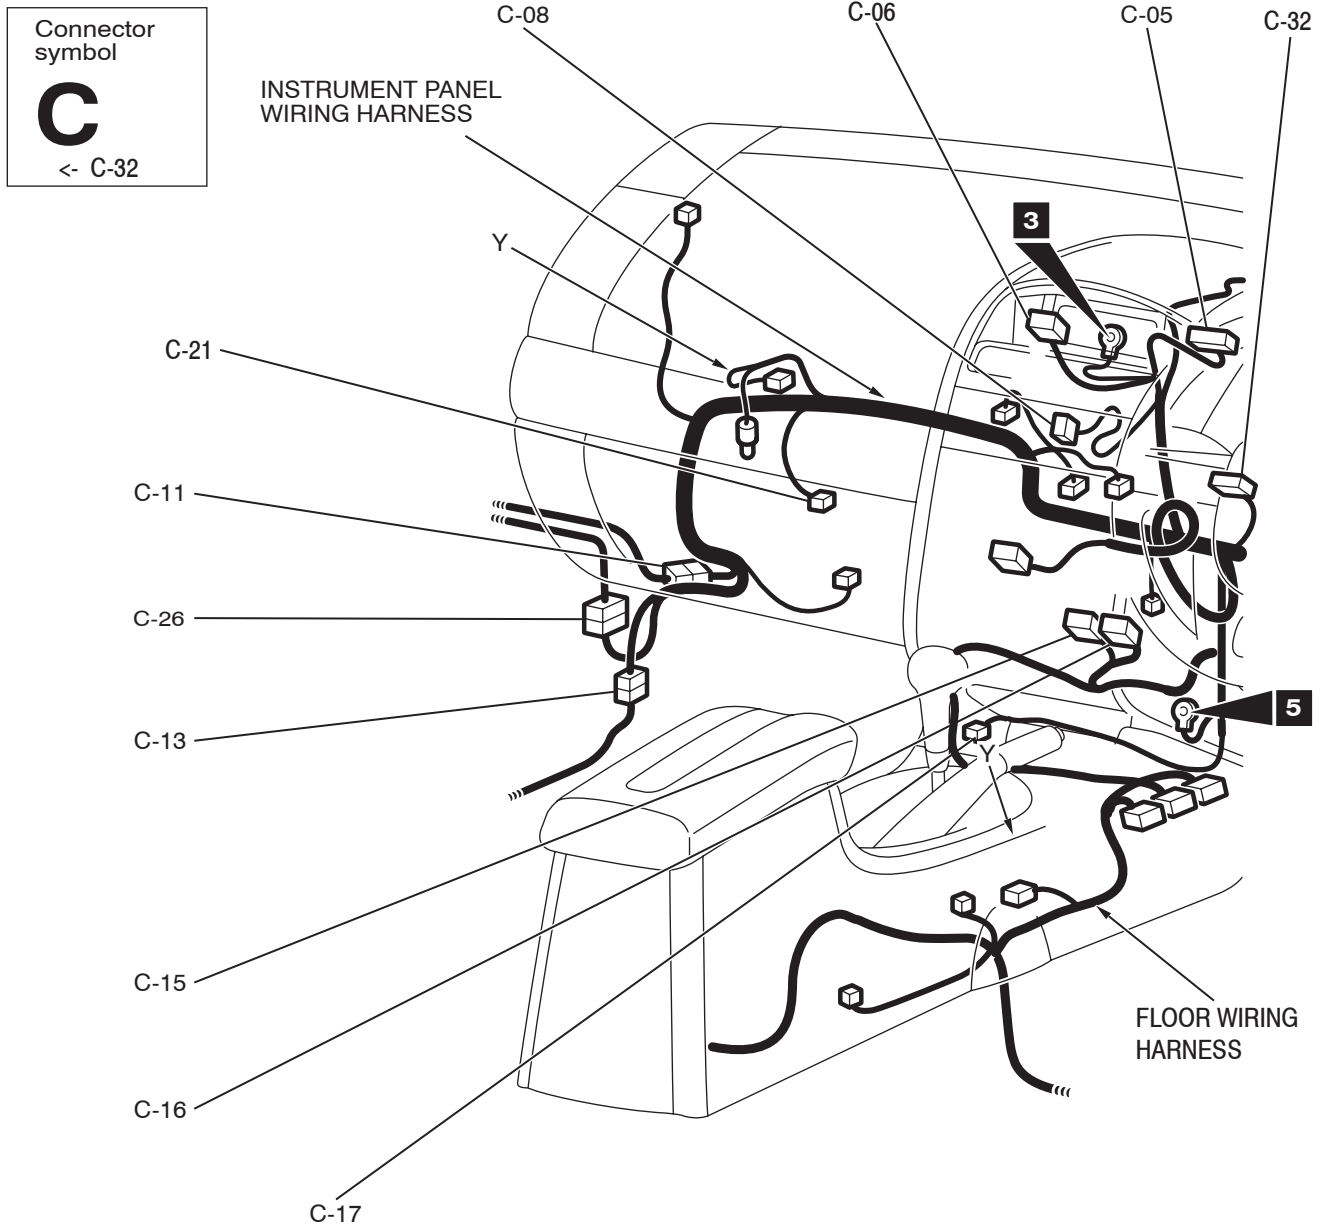 Connector
symbol
C
<- C-32
C-08
C-06
C-05
C-32
INSTRUMENT PANEL
WIRING HARNESS
3
Y
C-21
C-11
C-26
C-13
5
Y
C-15
C-16
C-17
FLOOR WIRING
HARNESS